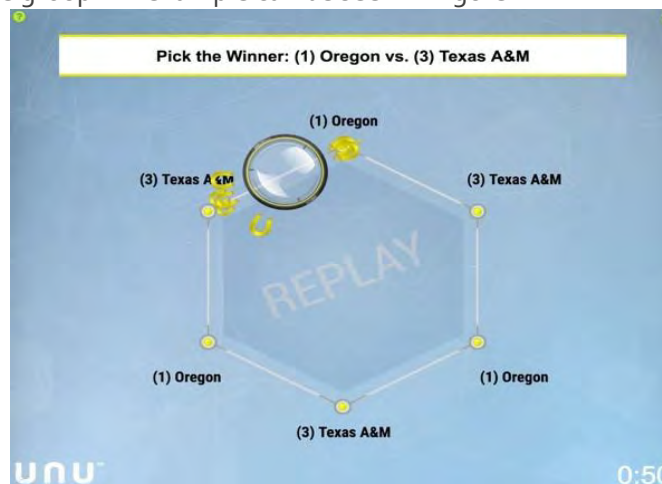 Pick the Winner: (1) Oregon vs. (3) Texas A&M
(1) Oregon
(3) Texas A&M
(3) Texas A&M
REPLAY
(1) Oregon
(1) Oregon
(3) Texas A&M
UNU
0:50